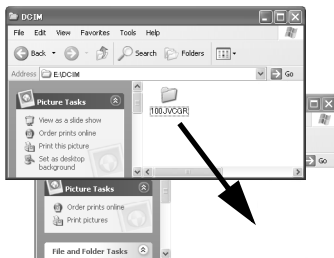 DCIM
File Edit View Favorites Tools Help
Back Search Folders
Address E:\DCIM Go
Picture Tasks
View as a slide show
Order prints online
Print this picture
Set as desktop
background
100JVCGR
Go
Picture Tasks
Order prints online
Print pictures
File and Folder Tasks